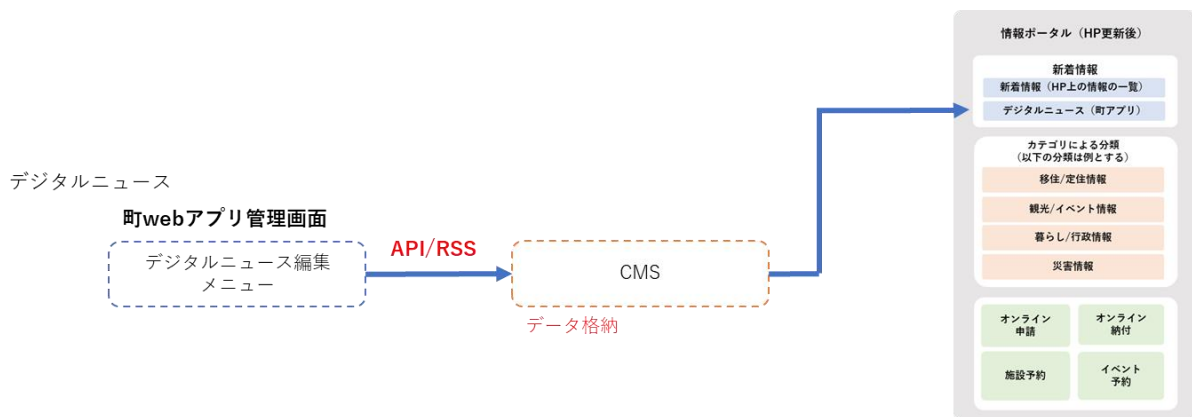 デジタルニュース
町webアプリ管理画面
デジタルニュース編集
メニュー
API/RSS
CMS
データ格納
情報ポータル（HP更新後）
新着情報
新着情報（HP上の情報の一覧）
デジタルニュース（町アプリ）
カテゴリによる分類
（以下の分類は例とする）
移住/定住情報
観光/イベント情報
暮らし/行政情報
災害情報
オンライン
申請
オンライン
納付
施設予約
イベント
予約